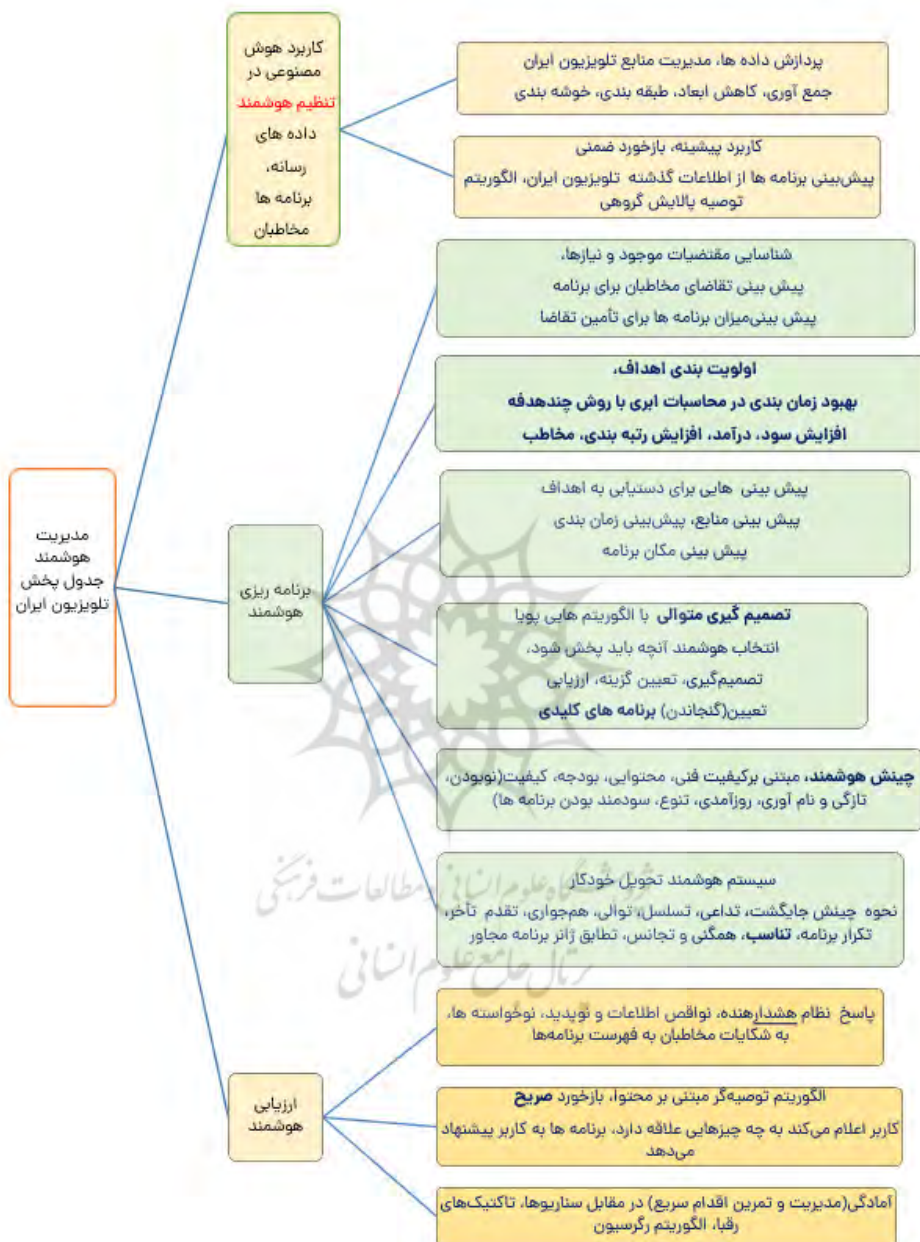 کاربرد هوش
مصنوعی در
تنظیم هوشمند
داده های
رسانه،
برنامه ها
مخاطبان
پردازش داده ها، مدیریت منابع تلویزیون ایران
جمع آوری، کاهش ابعاد، طبقه بندی، خوشه بندی
کاربرد پیشینه، بازخورد ضمنی
پیش‌بینی برنامه ها از اطلاعات گذشته تلویزیون ایران، الگوریتم
توصیه پالایش گروهی
شناسایی مقتضیات موجود و نیازها،
پیش بینی تقاضای مخاطبان برای برنامه
پیش بینی‌میزان برنامه ها برای تأمین تقاضا
اولویت بندی اهداف،
بهبود زمان بندی در محاسبات ابری با روش چندهدفه
افزایش سود، درآمد، افزایش رتبه بندی، مخاطب
مدیریت
هوشمند
جدول پخش
تلویزیون ایران
برنامه ریزی
هوشمند
پیش بینی هایی برای دستیابی به اهداف
پیش بینی منابع، پیش‌بینی زمان بندی
پیش بینی مکان برنامه
تصمیم گیری متوالی با الگوریتم هایی پویا
انتخاب هوشمند آنچه باید پخش شود،
تصمیم‌گیری، تعیین گزینه، ارزیابی
تعیین(گنجاندن) برنامه های کلیدی
چینش هوشمند، مبتنی برکیفیت فنی، محتوایی، بودجه، کیفیت(نوبودن،
تازگی و نام آوری، روزآمدی، تنوع، سودمند بودن برنامه ها)
سیستم هوشمند تحویل خودکار
نحوه چینش جایگشت، تداعی، تسلسل، توالی، هم‌جواری، تقدم تأخر،
تکرار برنامه، تناسب، همگنی و تجانس، تطابق ژانر برنامه مجاور
پژوهشگاه علوم انسانی و مطالعات فرهنگی
پرتال جامع علوم انسانی
ارزیابی
هوشمند
پاسخ نظام هشدارهنده، نواقص اطلاعات و نوپدید، نوخواسته ها،
به شکایات مخاطبان به فهرست برنامه‌ها
الگوریتم توصیه‌گر مبتنی بر محتوا، بازخورد صریح
کاربر اعلام می‌کند به چه چیزهایی علاقه دارد، برنامه ها به کاربر پیشنهاد
می‌دهد
آمادگی(مدیریت و تمرین اقدام سریع) در مقابل سناریوها، تاکتیک‌های
رقبا، الگوریتم رگرسیون